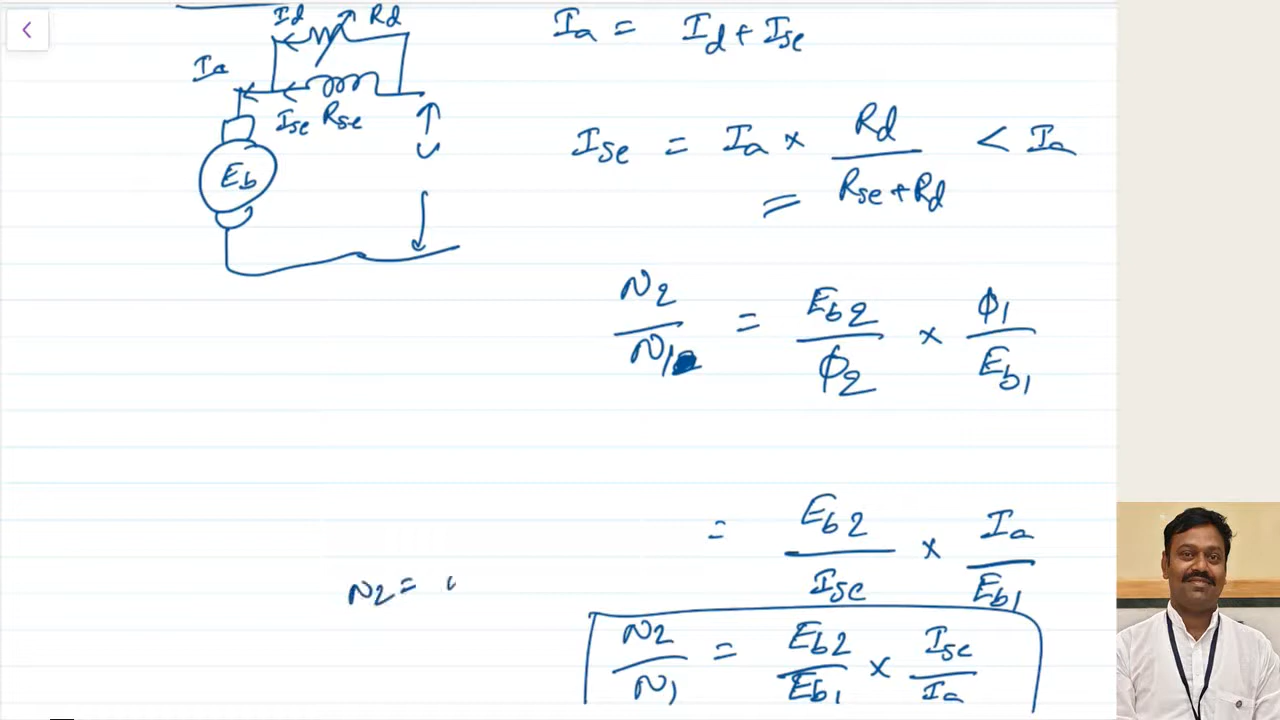 Id Rd
Ia
Ise Rse
Eb
Ia = Id + Ise
Ise = Ia × Rd / (Rse + Rd) < Ia
=
N2 / N1 = Eb2 / ϕ2 × ϕ1 / Eb1
= Eb2 / Ise × Ia / Eb1
N2 =
N2 / N1 = Eb2 / Eb1 × Ise / Ia